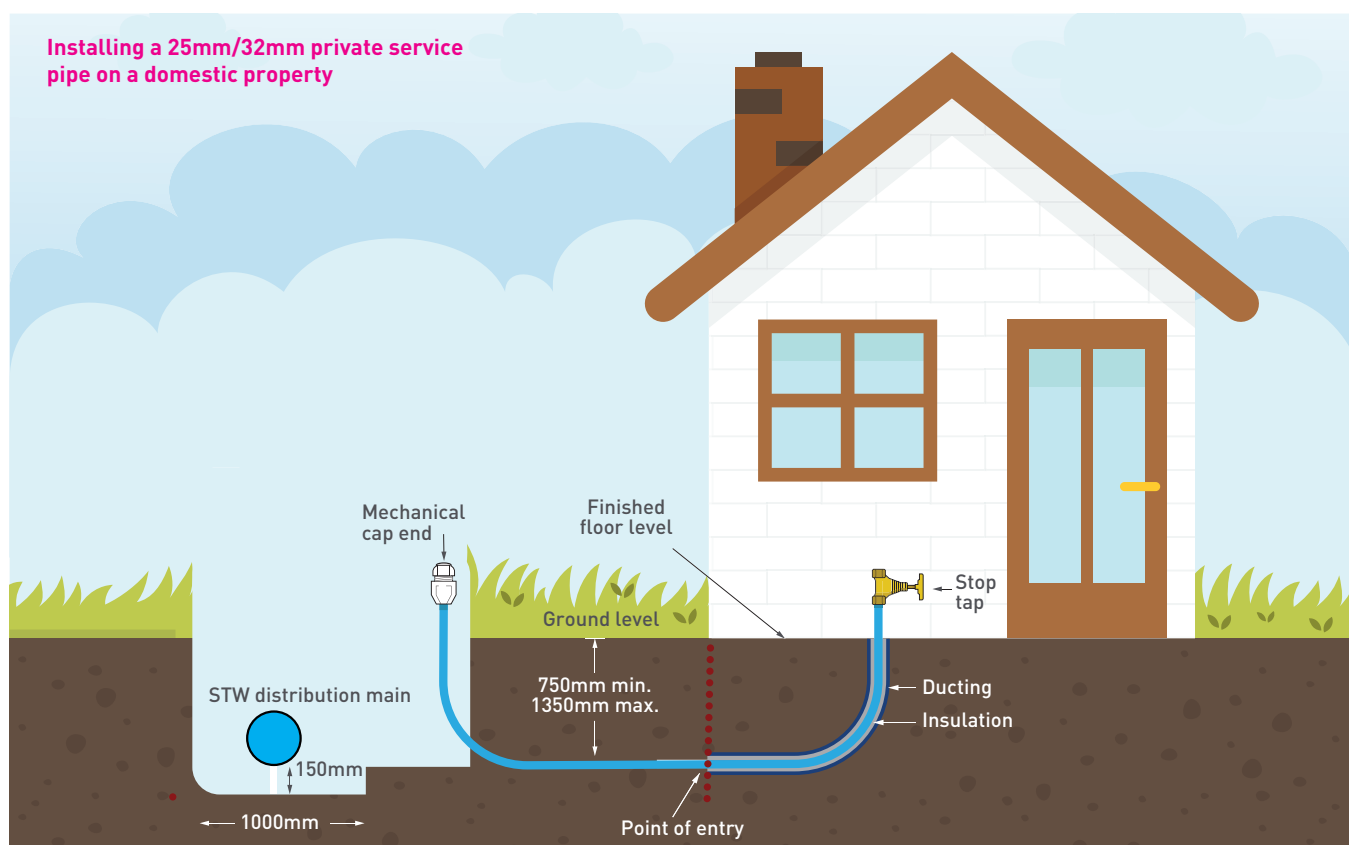 Installing a 25mm/32mm private service
pipe on a domestic property
Mechanical
cap end
Finished
floor level
Stop
tap
Ground level
750mm min.
1350mm max.
STW distribution main
Ducting
Insulation
150mm
1000mm
Point of entry